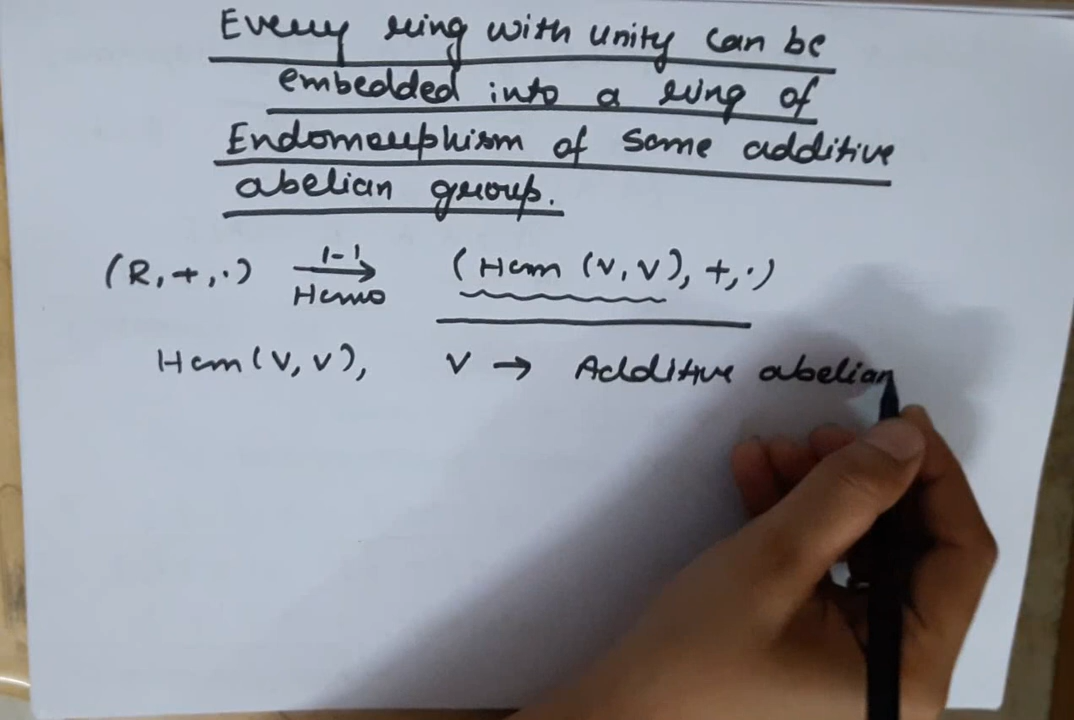 Every ring with unity can be
embedded into a ring of
Endomorphism of some additive
abelian group.
(R, +, ·) 1-1 → Homo (Hom (V, V), +, ·)
Hom (V, V), V → Additive abelian